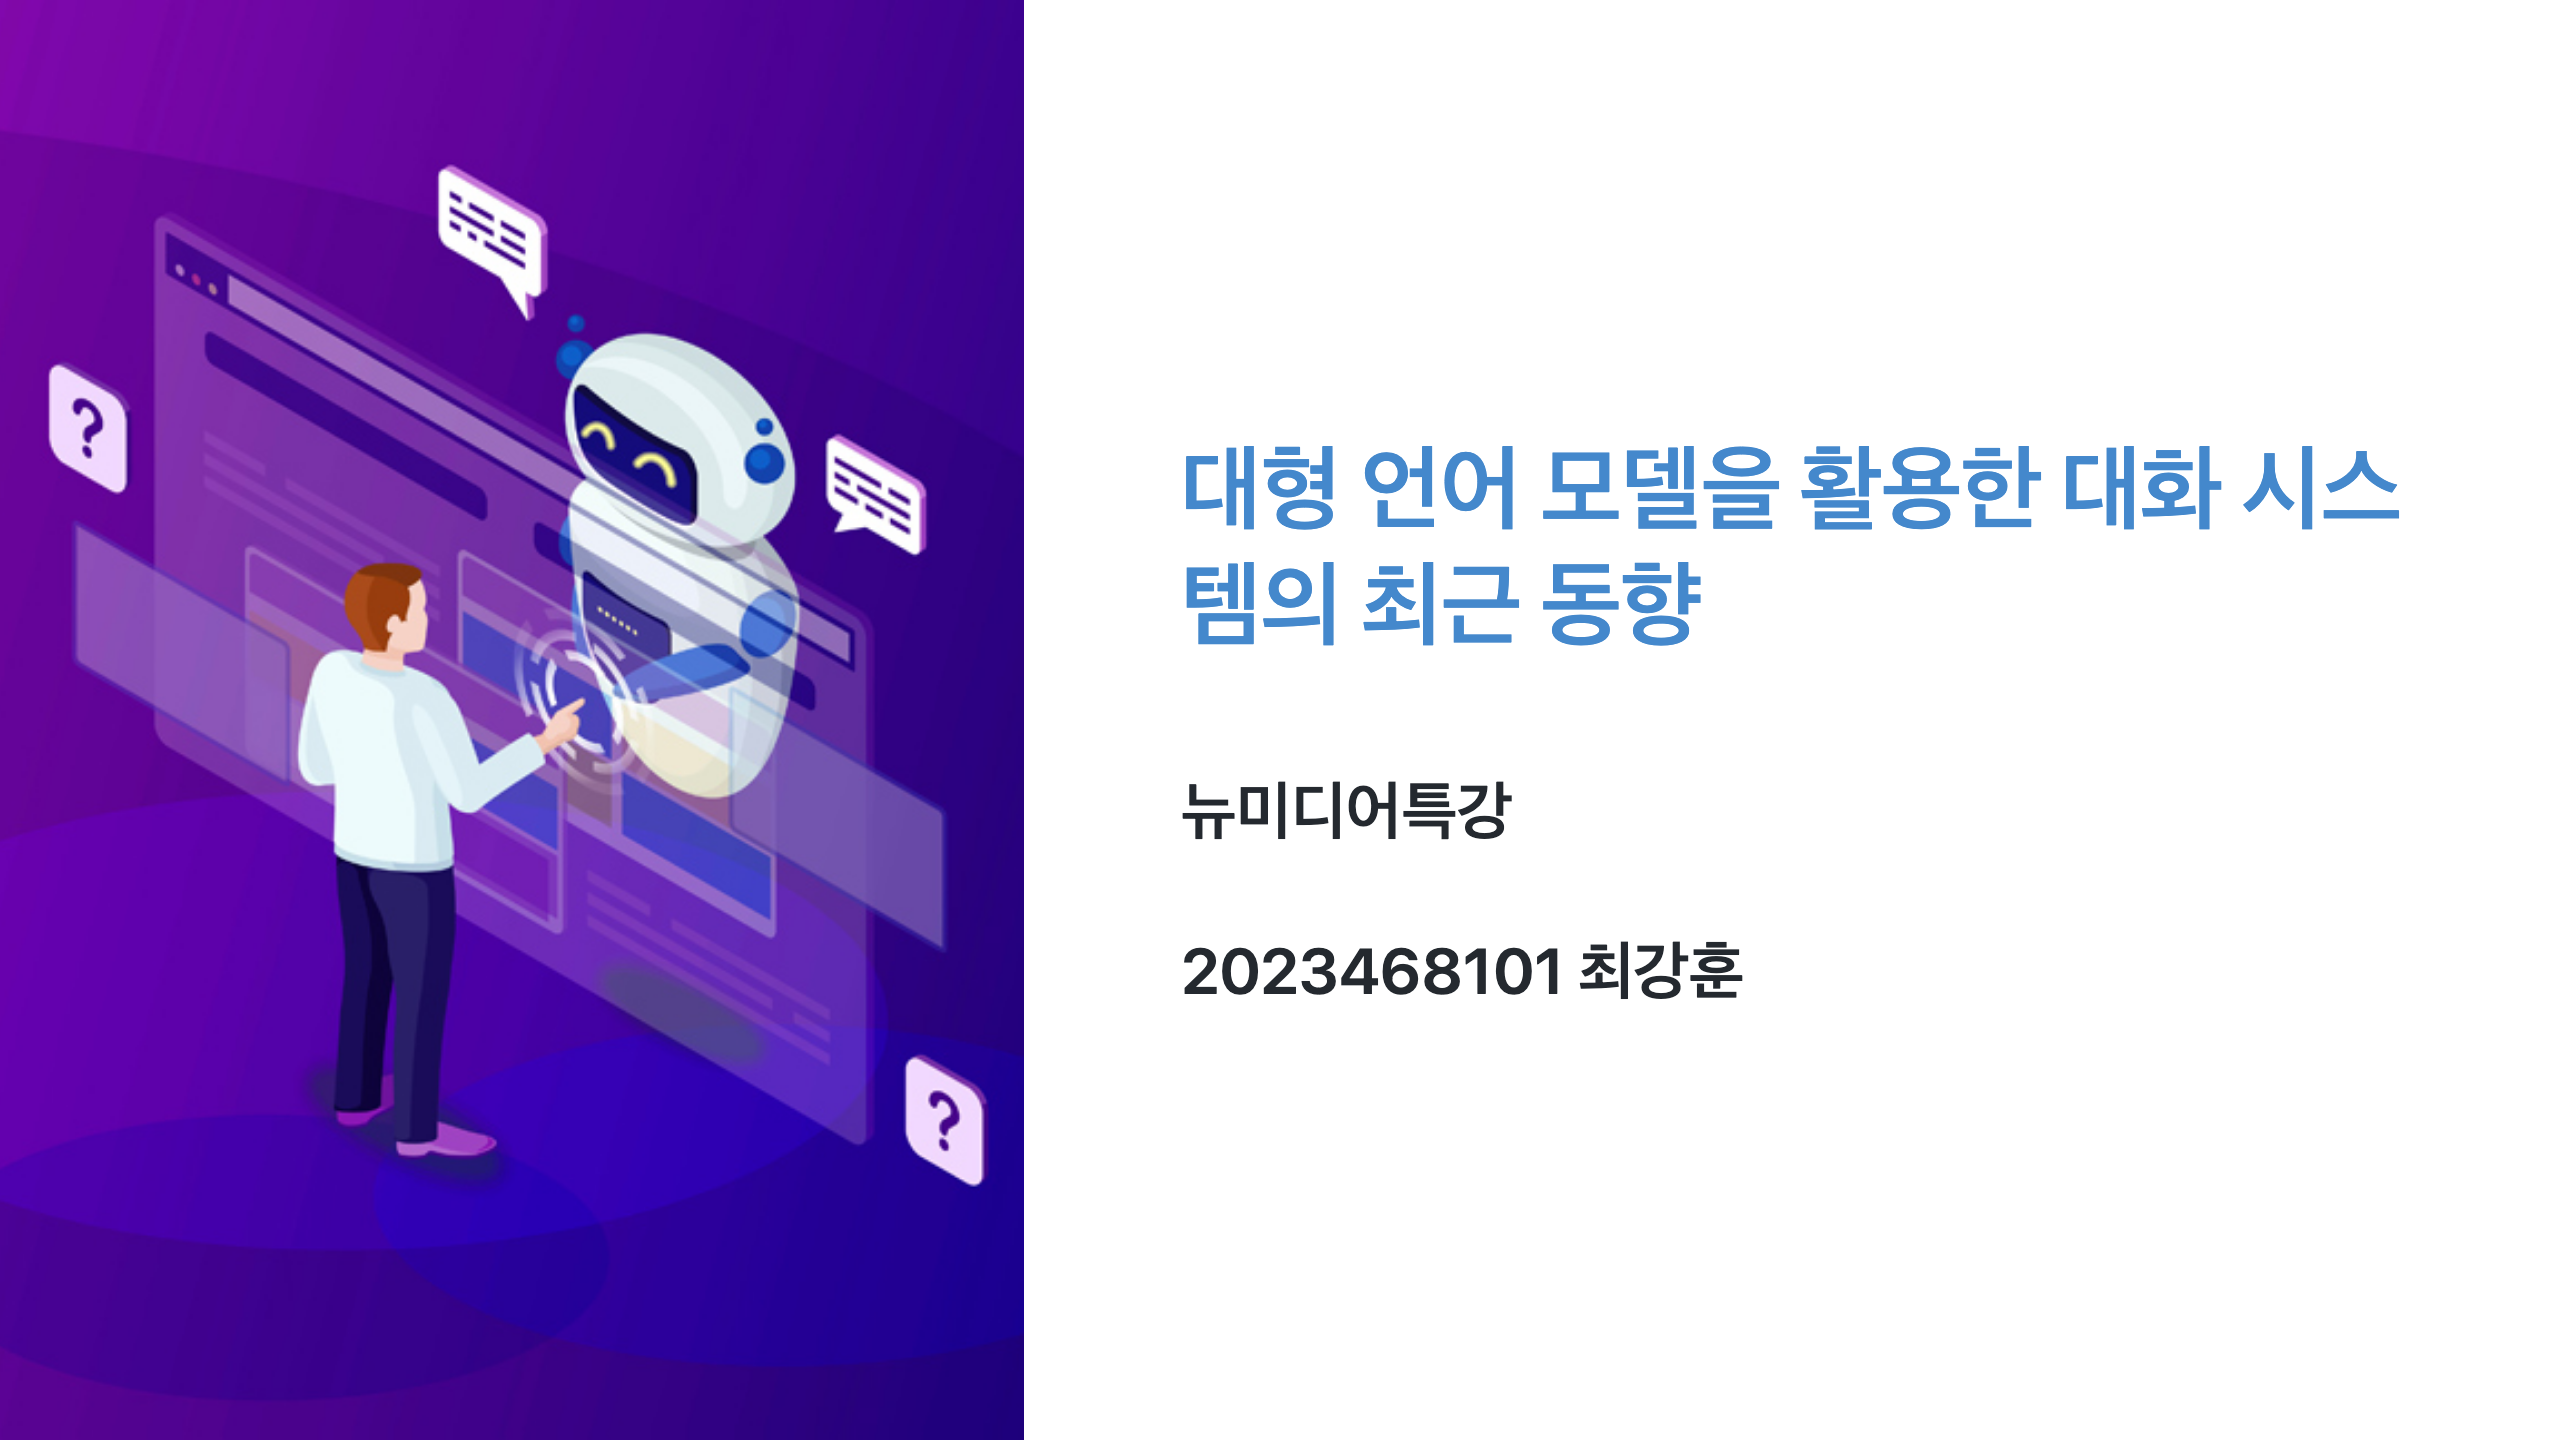 대형 언어 모델을 활용한 대화 시스
템의 최근 동향
뉴미디어특강
2023468101 최강훈
?
?